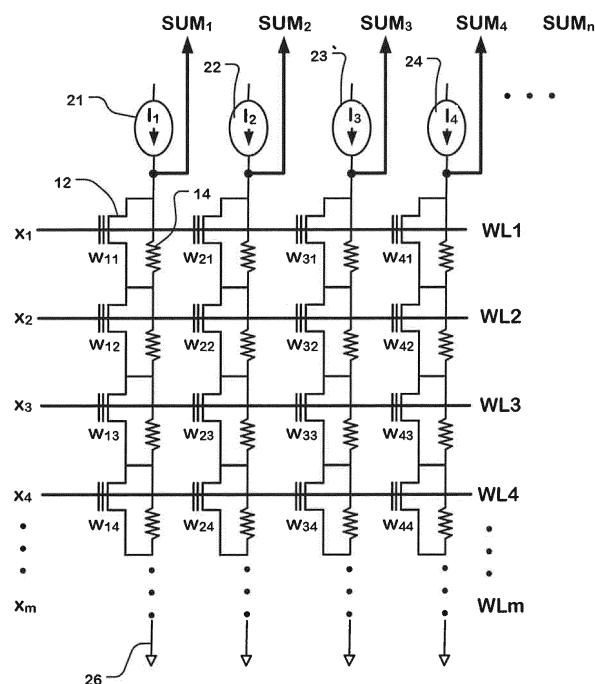 SUM₁ SUM₂ SUM₃ SUM₄ SUMₙ
21 22 23 24
I₁ I₂ I₃ I₄
12 14
x₁ WL1
w₁₁ w₂₁ w₃₁ w₄₁
x₂ WL2
w₁₂ w₂₂ w₃₂ w₄₂
x₃ WL3
w₁₃ w₂₃ w₃₃ w₄₃
x₄ WL4
w₁₄ w₂₄ w₃₄ w₄₄
xₘ WLm
26